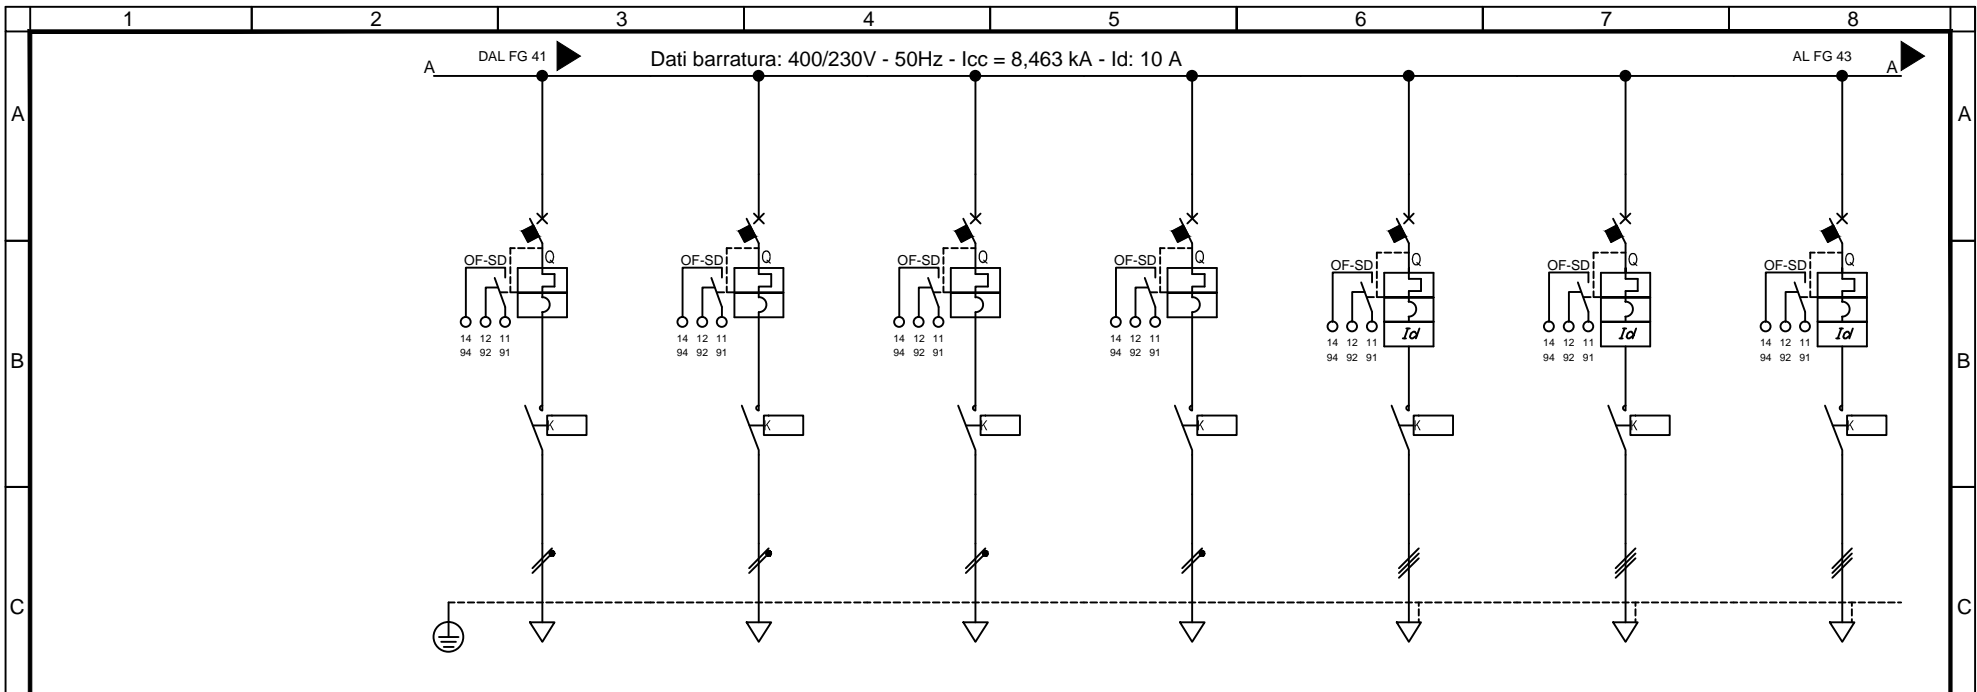 1 2 3 4 5 6 7 8
DAL FG 41 Dati barratura: 400/230V - 50Hz - Icc = 8,463 kA - Id: 10 A AL FG 43
A A
A A
Q Q Q Q Q Q Q
OF-SD OF-SD OF-SD OF-SD OF-SD OF-SD OF-SD
Id Id Id
14 12 11 14 12 11 14 12 11 14 12 11 14 12 11 14 12 11 14 12 11
94 92 91 94 92 91 94 92 91 94 92 91 94 92 91 94 92 91 94 92 91
B B
K K K K K K K
C C